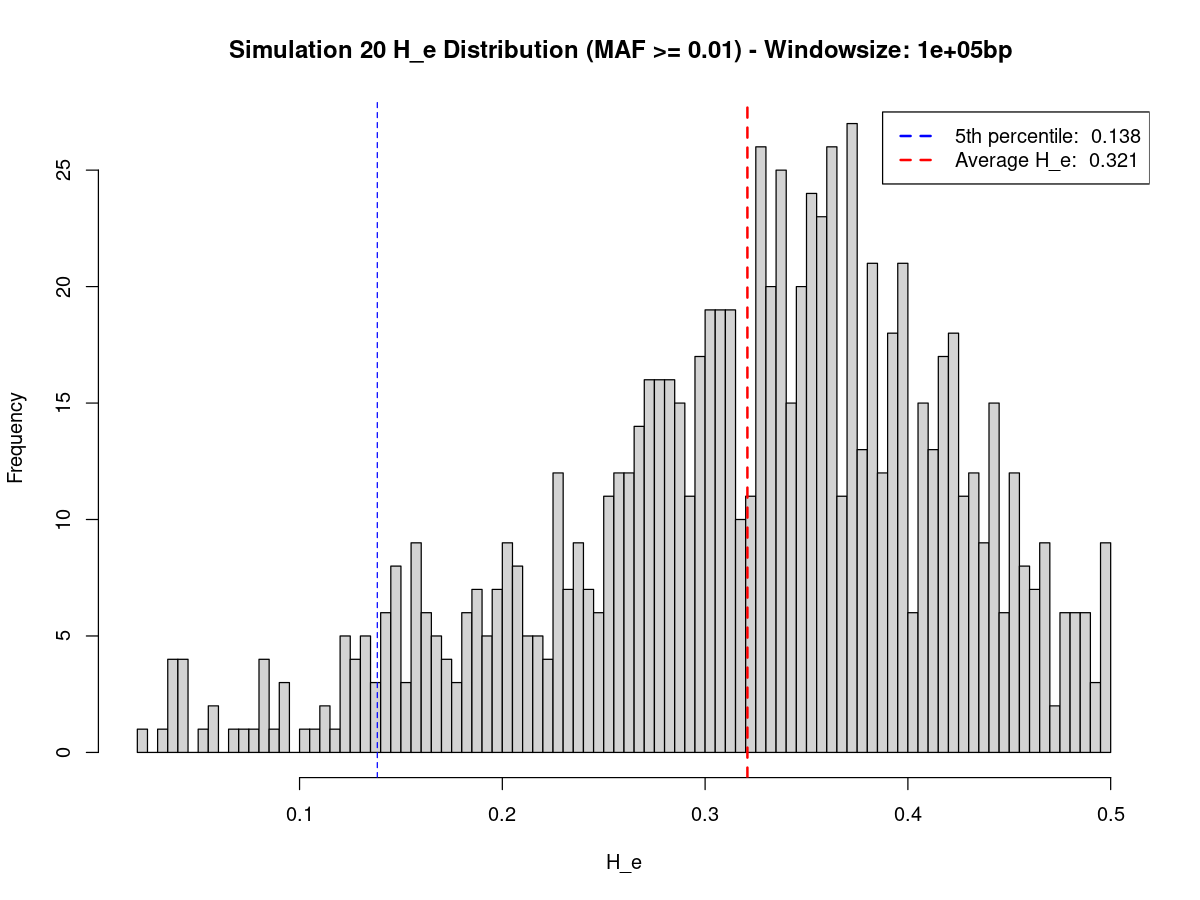 Simulation 20 H_e Distribution (MAF >= 0.01) - Windowsize: 1e+05bp
5th percentile:  0.138
Average H_e:  0.321
Frequency
25
20
15
10
5
0
0.1 0.2 0.3 0.4 0.5
H_e